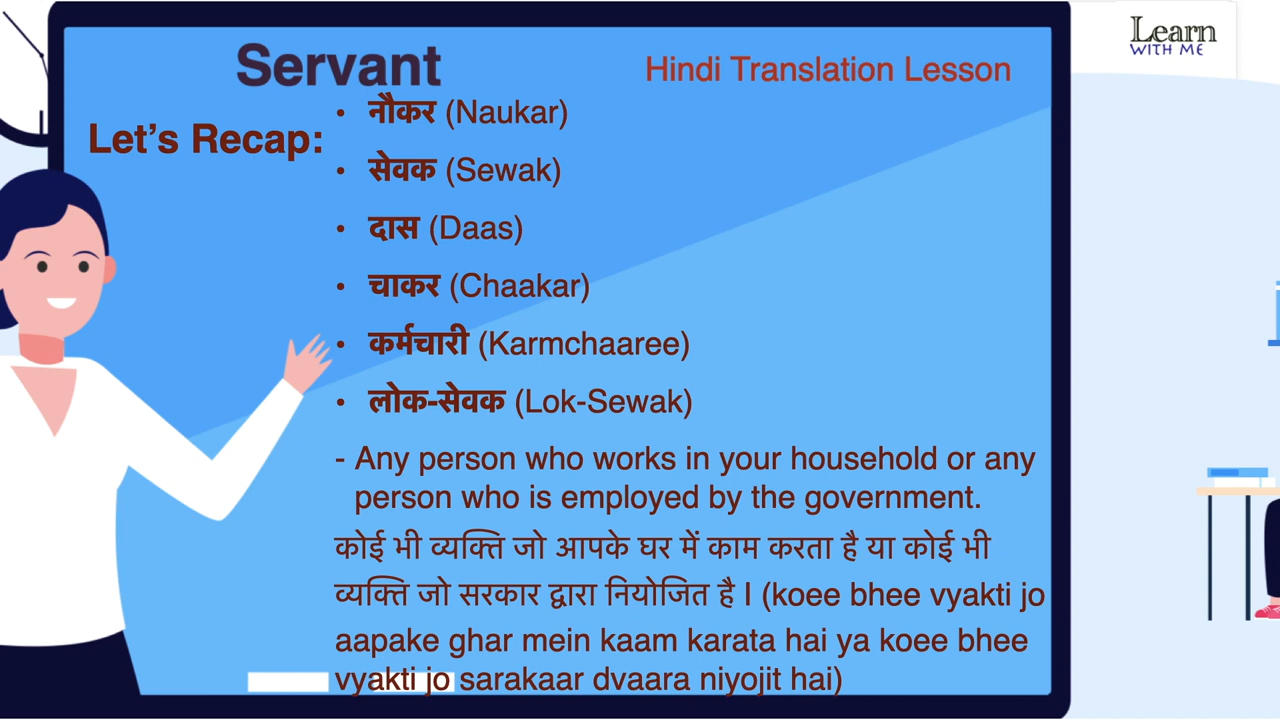 Learn
WITH ME
Servant
Hindi Translation Lesson
Let's Recap:
• नौकर (Naukar)
• सेवक (Sewak)
• दास (Daas)
• चाकर (Chaakar)
• कर्मचारी (Karmchaaree)
• लोक-सेवक (Lok-Sewak)
- Any person who works in your household or any
person who is employed by the government.
कोई भी व्यक्ति जो आपके घर में काम करता है या कोई भी
व्यक्ति जो सरकार द्वारा नियोजित है l (koee bhee vyakti jo
aapake ghar mein kaam karata hai ya koee bhee
vyakti jo sarakaar dvaara niyojit hai)